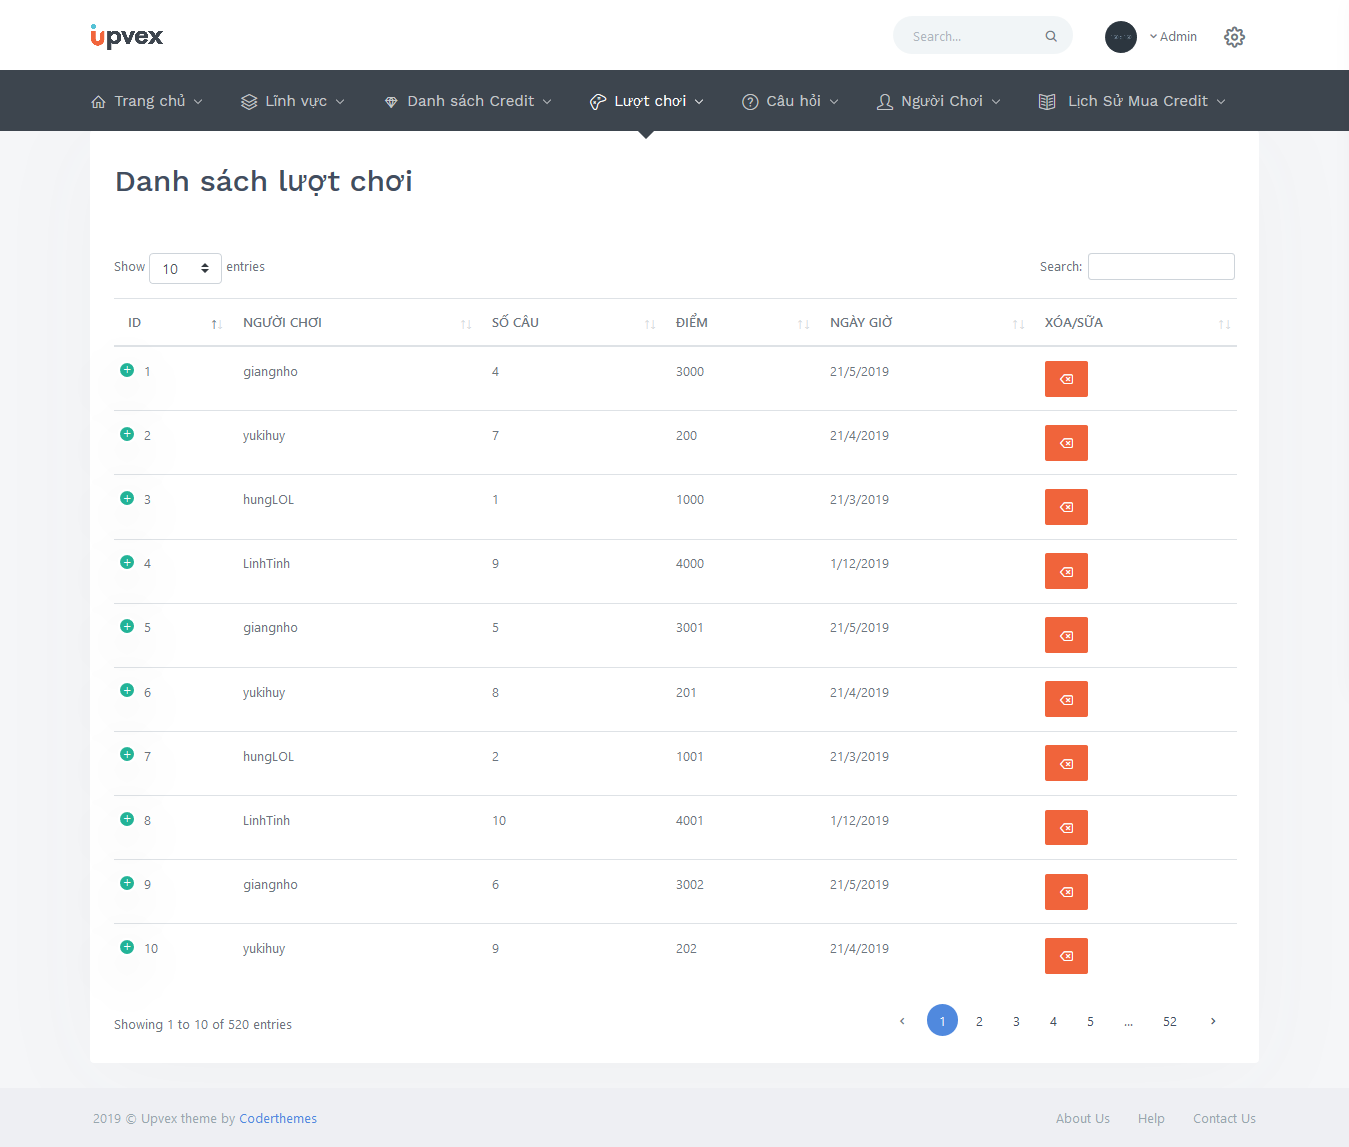 upvex
Search...
Admin
Trang chủ
Lĩnh vực
Danh sách Credit
Lượt chơi
Câu hỏi
Người Chơi
Lịch Sử Mua Credit
Danh sách lượt chơi
Show 10 entries
Search:
ID NGƯỜI CHƠI SỐ CÂU ĐIỂM NGÀY GIỜ XÓA/SỮA
1 giangnho 4 3000 21/5/2019
2 yukihuy 7 200 21/4/2019
3 hungLOL 1 1000 21/3/2019
4 LinhTinh 9 4000 1/12/2019
5 giangnho 5 3001 21/5/2019
6 yukihuy 8 201 21/4/2019
7 hungLOL 2 1001 21/3/2019
8 LinhTinh 10 4001 1/12/2019
9 giangnho 6 3002 21/5/2019
10 yukihuy 9 202 21/4/2019
Showing 1 to 10 of 520 entries
‹ 1 2 3 4 5 ... 52 ›
2019 © Upvex theme by Coderthemes
About Us Help Contact Us